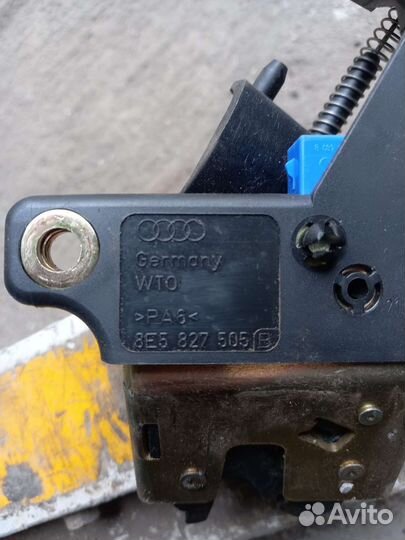 Germany
WTO
>PA6<
8E5 827 505 B
Avito